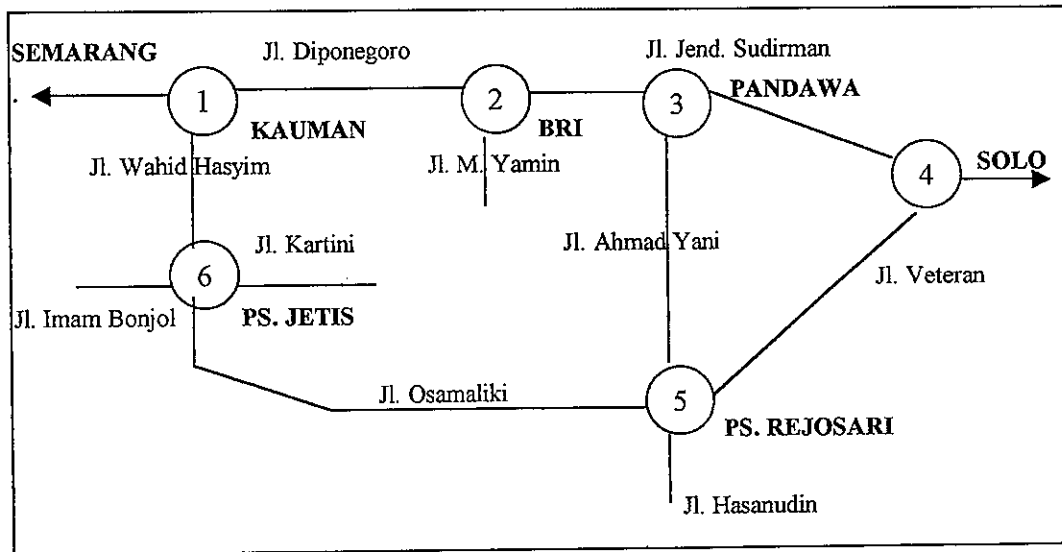 SEMARANG
Jl. Diponegoro
Jl. Jend. Sudirman
1
2
3
PANDAWA
KAUMAN
BRI
Jl. Wahid Hasyim
Jl. M. Yamin
4
SOLO
Jl. Kartini
Jl. Ahmad Yani
6
Jl. Veteran
Jl. Imam Bonjol
PS. JETIS
Jl. Osamaliki
5
PS. REJOSARI
Jl. Hasanudin